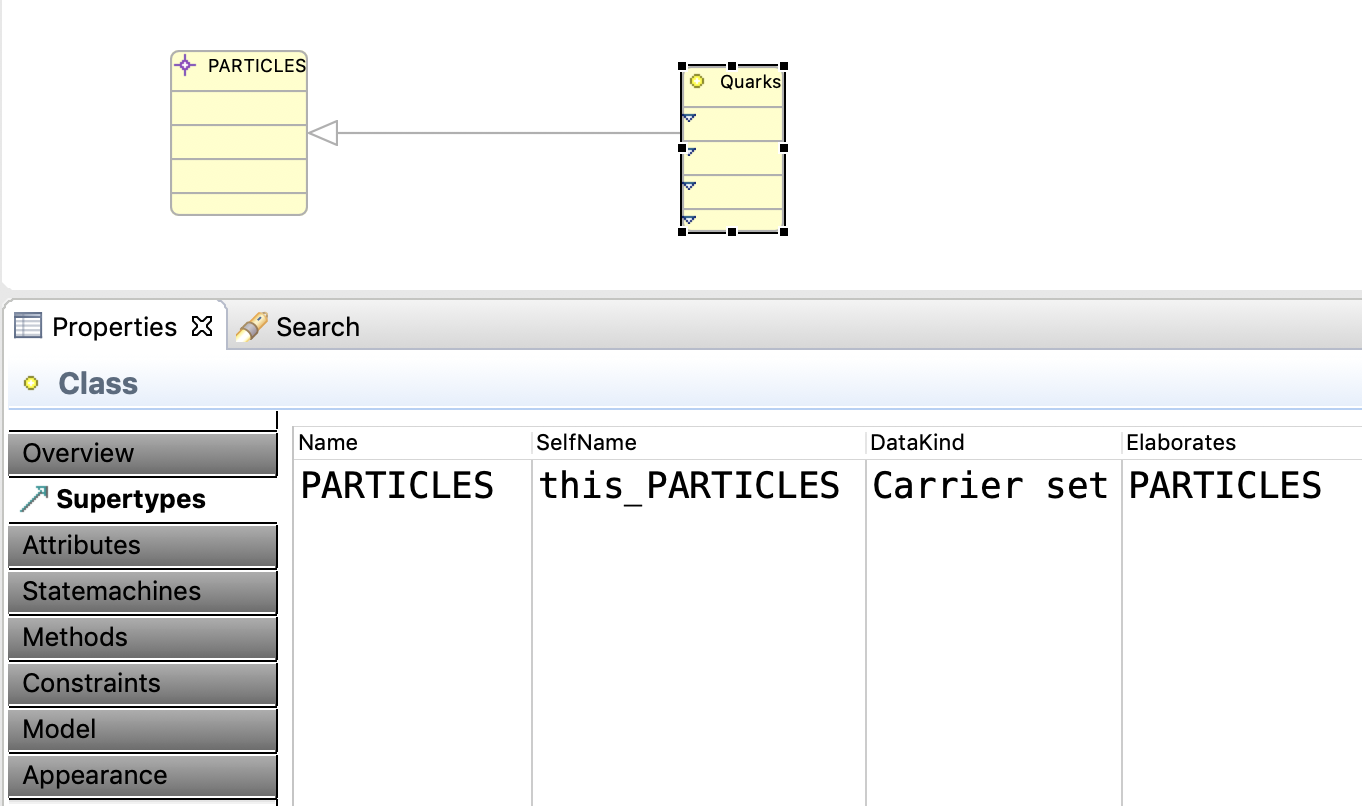 PARTICLES
Quarks
Properties
Search
Class
Overview
Supertypes
Attributes
Statemachines
Methods
Constraints
Model
Appearance
Name SelfName DataKind Elaborates
PARTICLES this_PARTICLES Carrier set PARTICLES